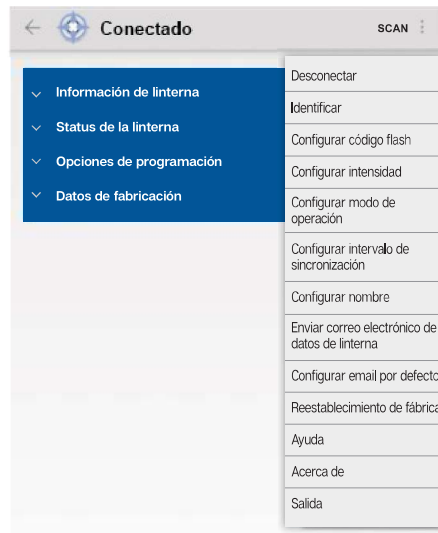 Conectado
SCAN
Información de linterna
Status de la linterna
Opciones de programación
Datos de fabricación
Desconectar
Identificar
Configurar código flash
Configurar intensidad
Configurar modo de
operación
Configurar intervalo de
sincronización
Configurar nombre
Enviar correo electrónico de
datos de linterna
Configurar email por defecto
Reestablecimiento de fábrica
Ayuda
Acerca de
Salida